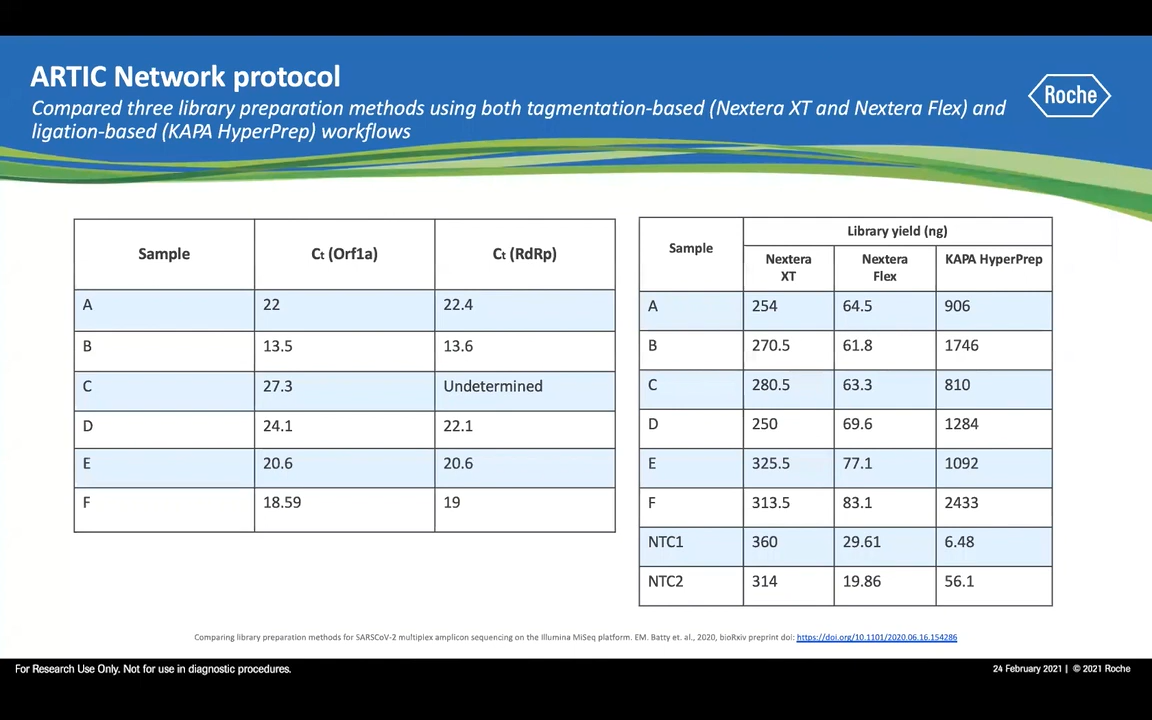 ARTIC Network protocol
Compared three library preparation methods using both tagmentation-based (Nextera XT and Nextera Flex) and
ligation-based (KAPA HyperPrep) workflows
Roche
Sample Ct (Orf1a) Ct (RdRp)
A 22 22.4
B 13.5 13.6
C 27.3 Undetermined
D 24.1 22.1
E 20.6 20.6
F 18.59 19
Sample Library yield (ng)
Nextera XT Nextera Flex KAPA HyperPrep
A 254 64.5 906
B 270.5 61.8 1746
C 280.5 63.3 810
D 250 69.6 1284
E 325.5 77.1 1092
F 313.5 83.1 2433
NTC1 360 29.61 6.48
NTC2 314 19.86 56.1
Comparing library preparation methods for SARSCoV-2 multiplex amplicon sequencing on the Illumina MiSeq platform. EM. Batty et. al., 2020, bioRxiv preprint doi: https://doi.org/10.1101/2020.06.16.154286
For Research Use Only. Not for use in diagnostic procedures.
24 February 2021 | © 2021 Roche